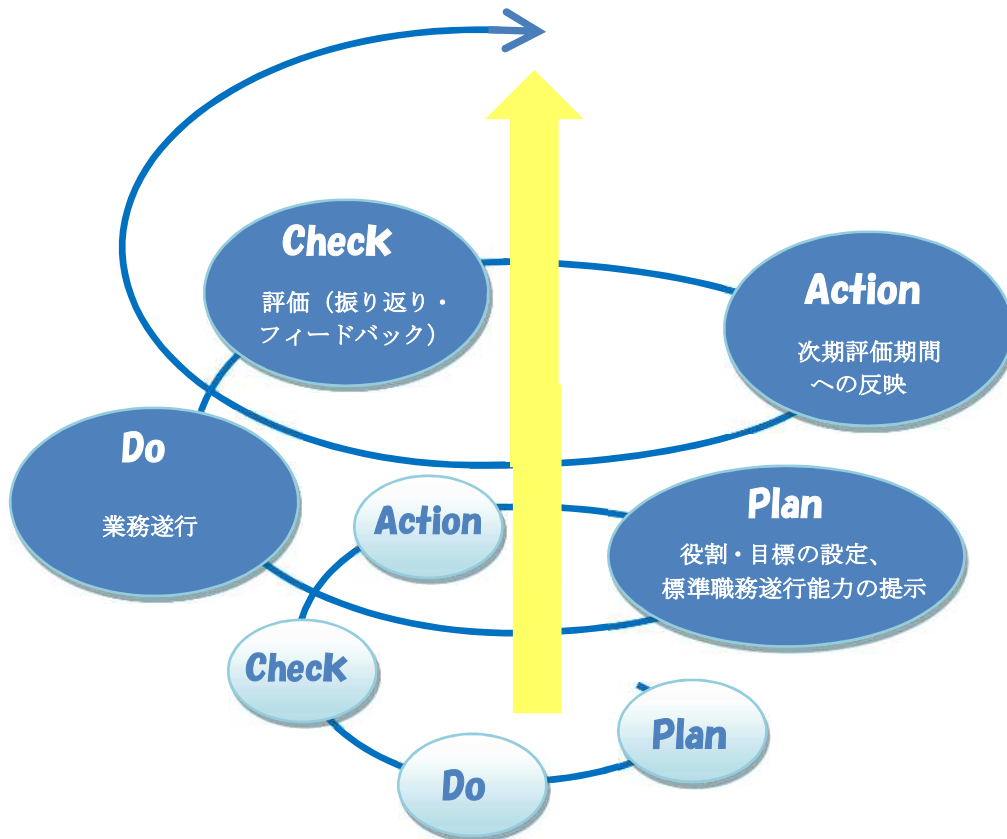 Check
評価（振り返り・
フィードバック）
Action
次期評価期間
への反映
Do
業務遂行
Action
Plan
役割・目標の設定、
標準職務遂行能力の提示
Check
Plan
Do